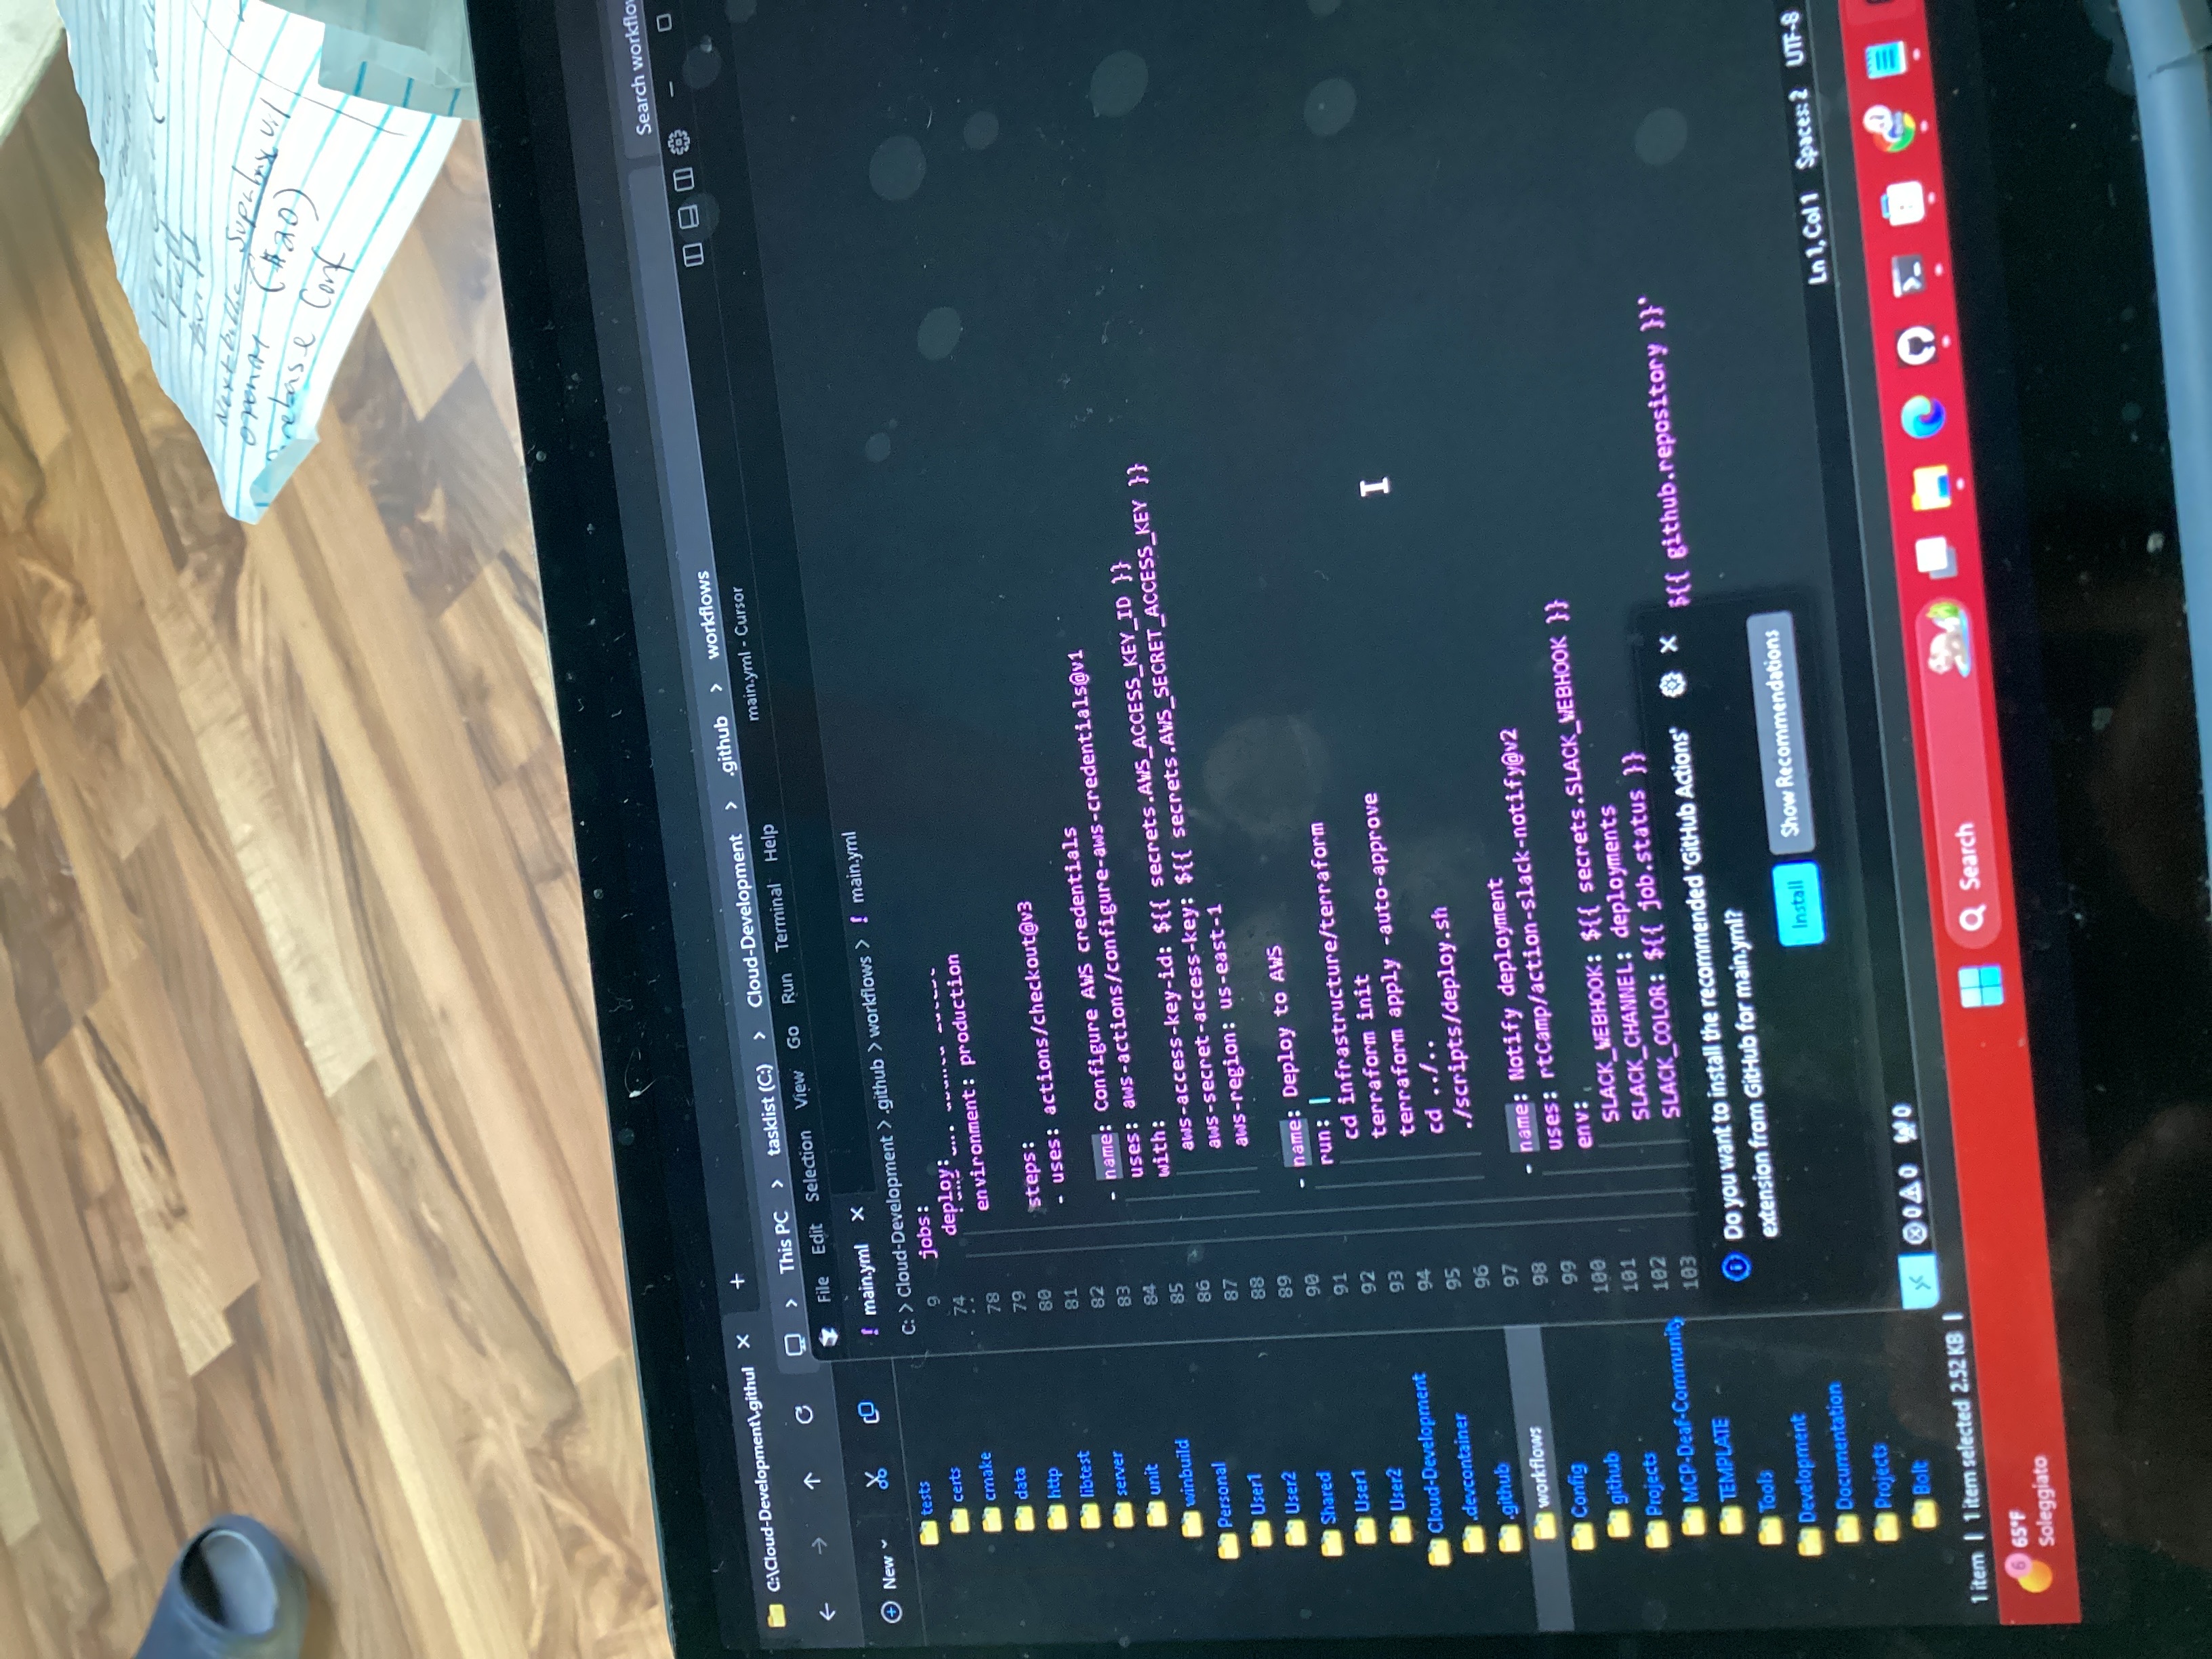 Build
Supabase url
(#20)
Conf
C:\Cloud-Development\.githul
This PC > tasklist (C:) > Cloud-Development > .github > workflows
Search workflo
New
File Edit Selection View Go Run Terminal Help
main.yml - Cursor
! main.yml
C: > Cloud-Development > .github > workflows > ! main.yml
tests
certs
cmake
data
http
libtest
server
unit
winbuild
Personal
User1
User2
Shared
User1
User2
Cloud-Development
.devcontainer
.github
workflows
Config
github
Projects
MCP-Deaf-Community
TEMPLATE
Tools
Development
Documentation
Projects
Bolt
9 jobs:
74 deploy:
environment: production
78
79 steps:
80 - uses: actions/checkout@v3
81
82 - name: Configure AWS credentials
83 uses: aws-actions/configure-aws-credentials@v1
84 with:
85 aws-access-key-id: ${{ secrets.AWS_ACCESS_KEY_ID }}
86 aws-secret-access-key: ${{ secrets.AWS_SECRET_ACCESS_KEY }}
87 aws-region: us-east-1
88
89 - name: Deploy to AWS
90 run: |
91 cd infrastructure/terraform
92 terraform init
93 terraform apply -auto-approve
94 cd ../..
95 ./scripts/deploy.sh
96
97 - name: Notify deployment
98 uses: rtCamp/action-slack-notify@v2
99 env:
100 SLACK_WEBHOOK: ${{ secrets.SLACK_WEBHOOK }}
101 SLACK_CHANNEL: deployments
102 SLACK_COLOR: ${{ job.status }}
103 ${{ github.repository }}'
Do you want to install the recommended 'GitHub Actions'
extension from GitHub for main.yml?
Install Show Recommendations
Ln 1, Col 1 Spaces: 2 UTF-8
0 0 0
1 item | 1 item selected 2.52 KB |
6 65°F
Soleggiato
Search